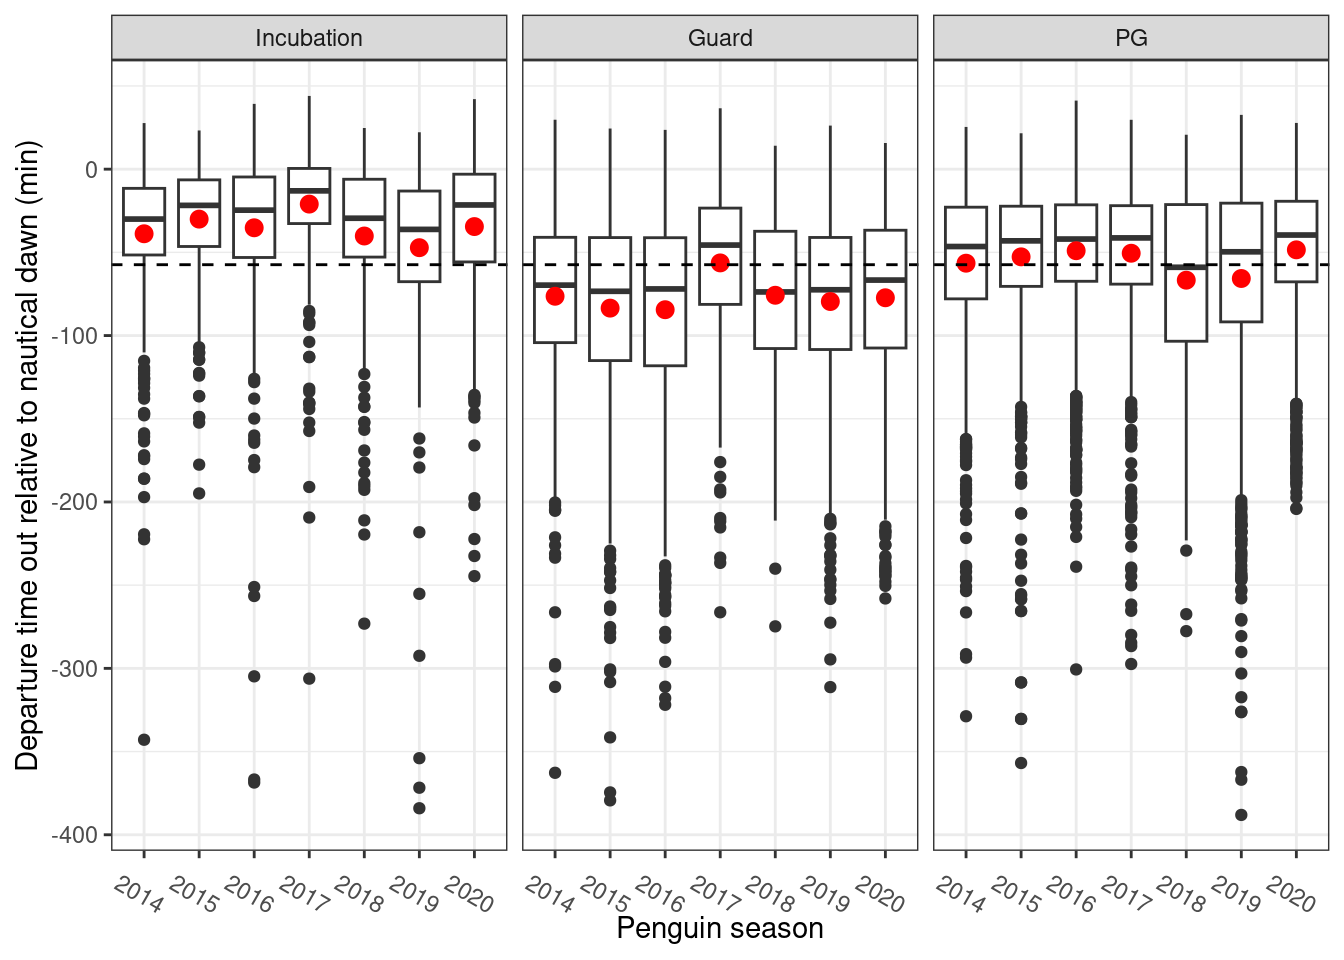 Incubation Guard PG
Departure time out relative to nautical dawn (min)
0
-100
-200
-300
-400
2014 2015 2016 2017 2018 2019 2020 2014 2015 2016 2017 2018 2019 2020 2014 2015 2016 2017 2018 2019 2020
Penguin season